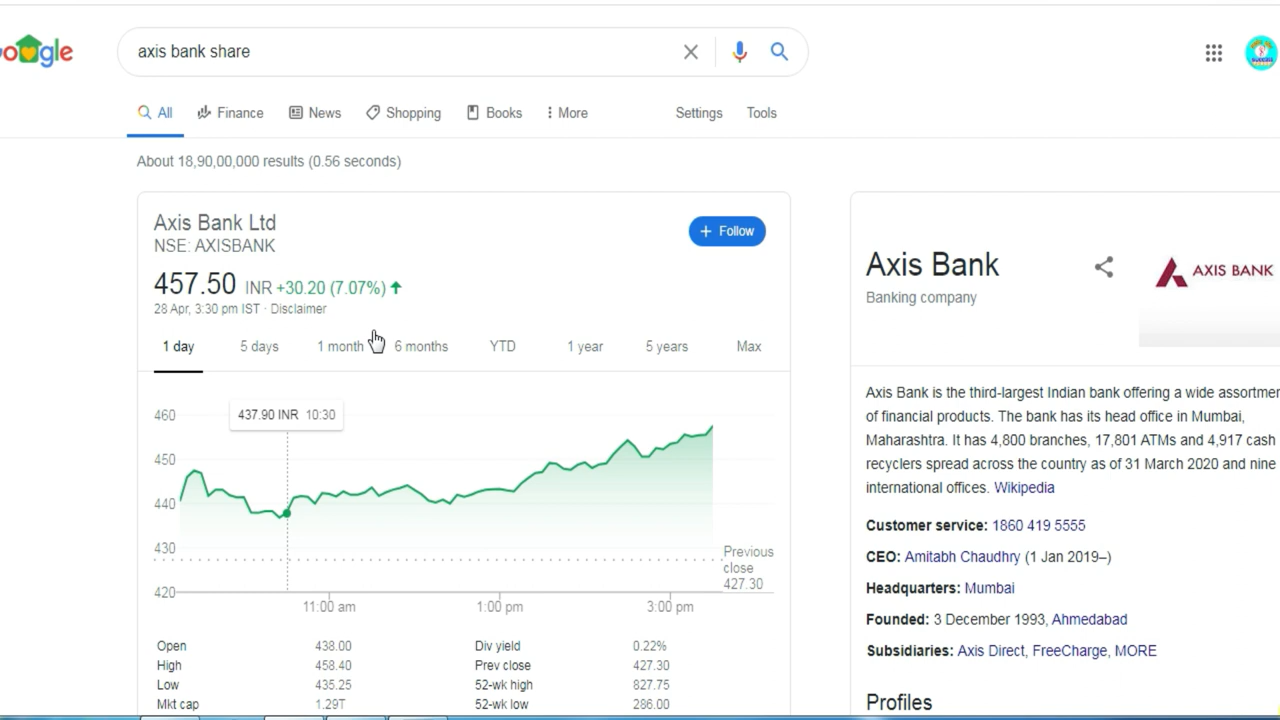 oogle
axis bank share
All Finance News Shopping Books More Settings Tools
About 18,90,00,000 results (0.56 seconds)
Axis Bank Ltd
NSE: AXISBANK
+ Follow
457.50 INR +30.20 (7.07%)
28 Apr, 3:30 pm IST · Disclaimer
1 day 5 days 1 month 6 months YTD 1 year 5 years Max
437.90 INR 10:30
460
450
440
430
420
Previous
close
427.30
11:00 am 1:00 pm 3:00 pm
Open 438.00 Div yield 0.22%
High 458.40 Prev close 427.30
Low 435.25 52-wk high 827.75
Mkt cap 1.29T 52-wk low 286.00
Axis Bank
Banking company
AXIS BANK
Axis Bank is the third-largest Indian bank offering a wide assortmer
of financial products. The bank has its head office in Mumbai,
Maharashtra. It has 4,800 branches, 17,801 ATMs and 4,917 cash
recyclers spread across the country as of 31 March 2020 and nine
international offices. Wikipedia
Customer service: 1860 419 5555
CEO: Amitabh Chaudhry (1 Jan 2019–)
Headquarters: Mumbai
Founded: 3 December 1993, Ahmedabad
Subsidiaries: Axis Direct, FreeCharge, MORE
Profiles